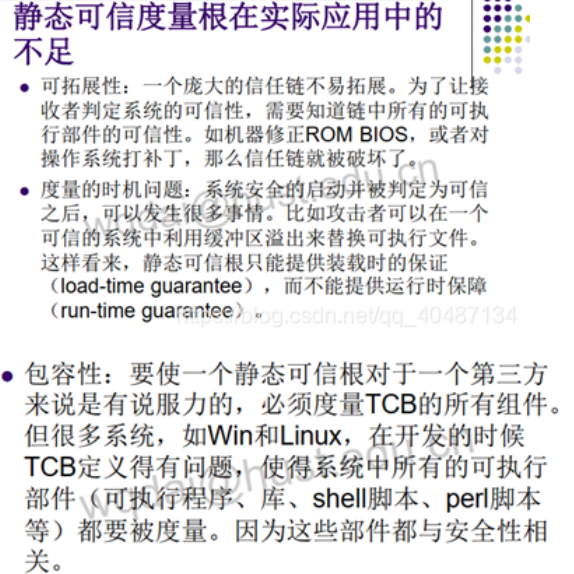 静态可信度量根在实际应用中的
不足
● 可拓展性：一个庞大的信任链不易拓展。为了让接
收者判定系统的可信性，需要知道链中所有的可执
行部件的可信性。如机器修正ROM BIOS，或者对
操作系统打补丁，那么信任链就被破坏了。
● 度量的时机问题：系统安全的启动并被判定为可信
之后，可以发生很多事情。比如攻击者可以在一个
可信的系统中利用缓冲区溢出来替换可执行文件。
这样看来，静态可信根只能提供装载时的保证
（load-time guarantee），而不能提供运行时保障
（run-time guarantee）。
https://blog.csdn.net/qq_40487134
● 包容性：要使一个静态可信根对于一个第三方
来说是有说服力的，必须度量TCB的所有组件。
但很多系统，如Win和Linux，在开发的时候
TCB定义得有问题，使得系统中所有的可执行
部件（可执行程序、库、shell脚本、perl脚本
等）都要被度量。因为这些部件都与安全性相
关。